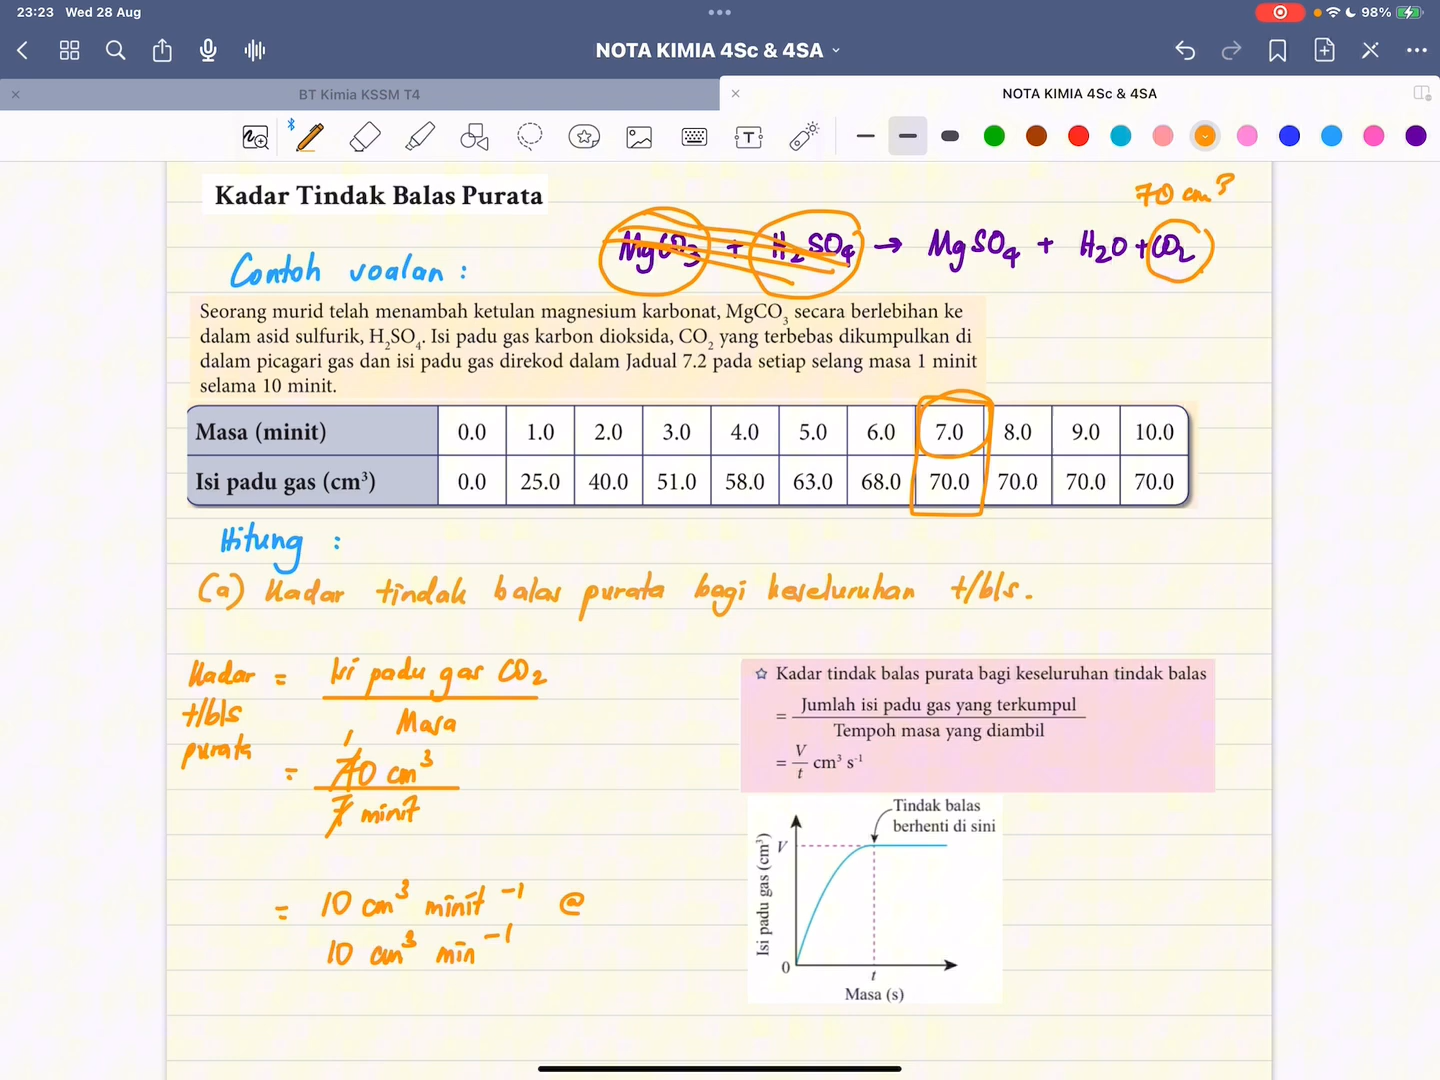 23:23 Wed 28 Aug
98%
NOTA KIMIA 4Sc & 4SA
BT Kimia KSSM T4
NOTA KIMIA 4Sc & 4SA
Kadar Tindak Balas Purata
70 cm³
MgCO₃ + H₂SO₄ → MgSO₄ + H₂O + CO₂
Contoh soalan :
Seorang murid telah menambah ketulan magnesium karbonat, MgCO₃ secara berlebihan ke
dalam asid sulfurik, H₂SO₄. Isi padu gas karbon dioksida, CO₂ yang terbebas dikumpulkan di
dalam picagari gas dan isi padu gas direkod dalam Jadual 7.2 pada setiap selang masa 1 minit
selama 10 minit.
Masa (minit) 0.0 1.0 2.0 3.0 4.0 5.0 6.0 7.0 8.0 9.0 10.0
Isi padu gas (cm³) 0.0 25.0 40.0 51.0 58.0 63.0 68.0 70.0 70.0 70.0 70.0
Hitung :
(a) Kadar tindak balas purata bagi keseluruhan t/bls.
Kadar t/bls purata = Isi padu gas CO₂
Masa
1
= 70 cm³
7 minit
= 10 cm³ minit⁻¹ @
10 cm³ min⁻¹
☆ Kadar tindak balas purata bagi keseluruhan tindak balas
= Jumlah isi padu gas yang terkumpul
Tempoh masa yang diambil
= V
t cm³ s⁻¹
Tindak balas
berhenti di sini
Isi padu gas (cm³)
V
0
t
Masa (s)